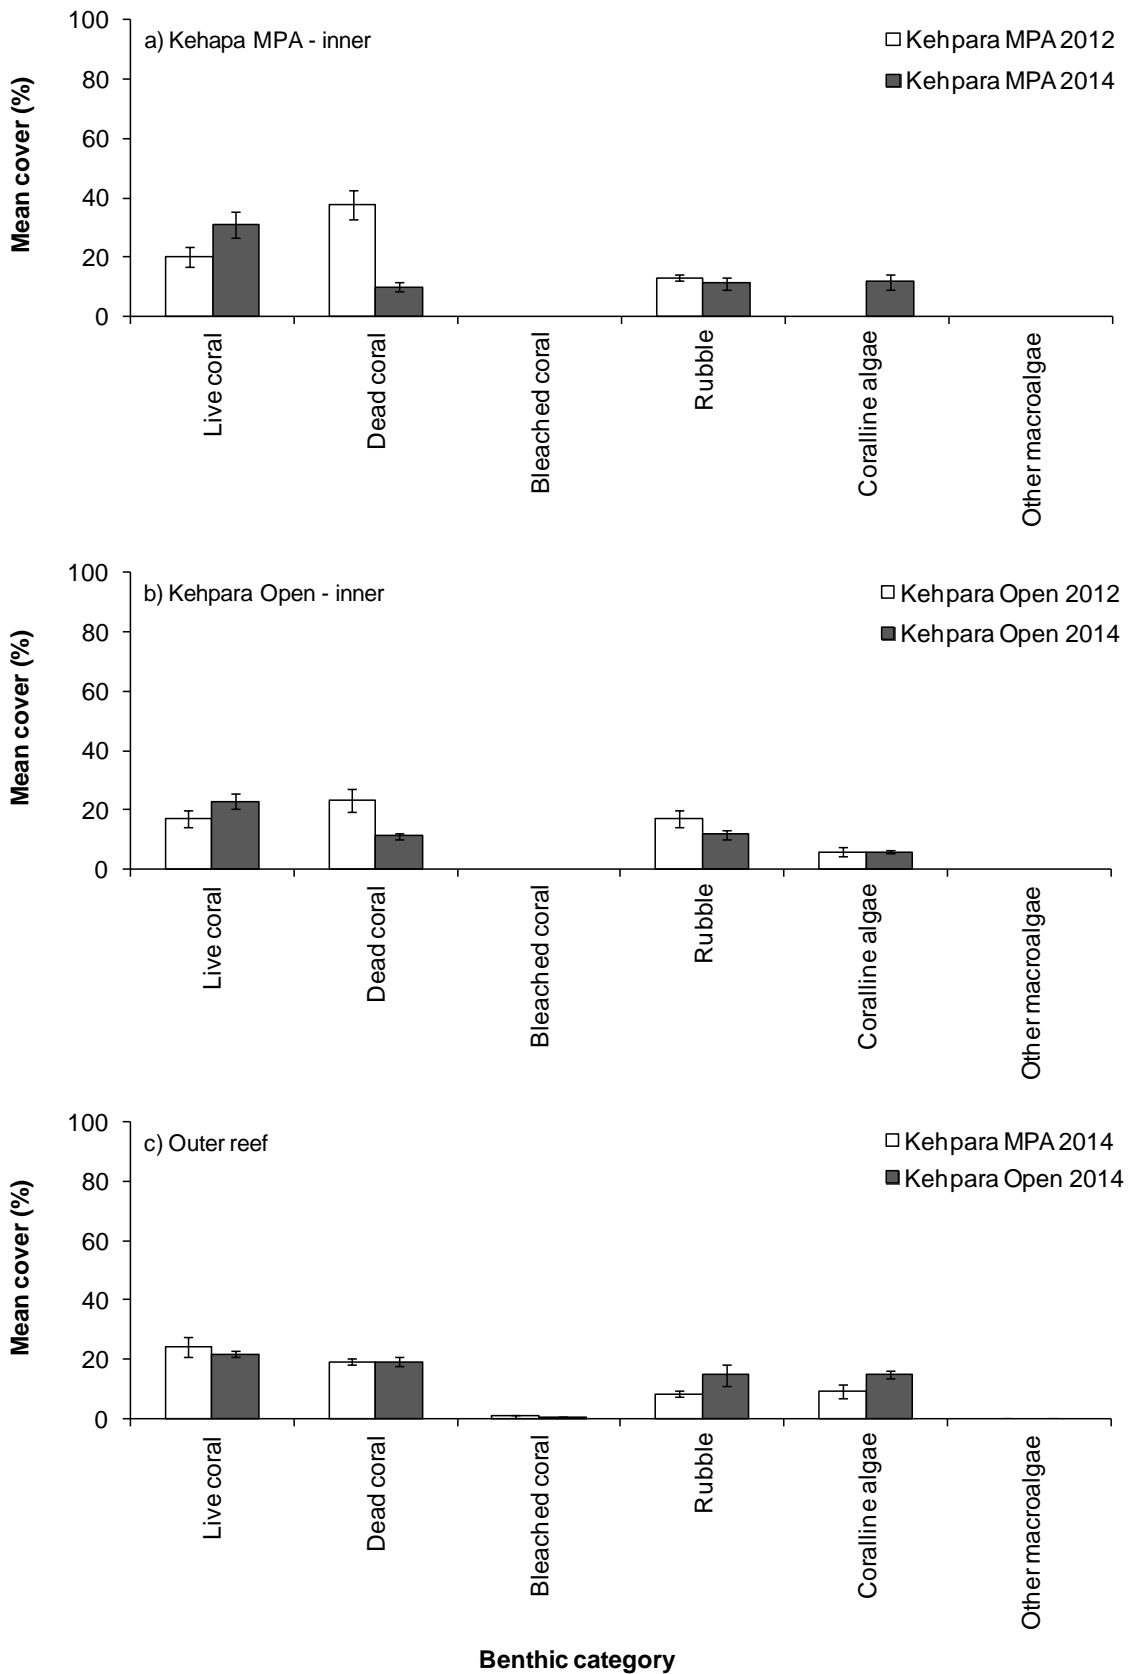 a) Kehapa MPA - inner
Kehpara MPA 2012
Kehpara MPA 2014
Mean cover (%)
100
80
60
40
20
0
Live coral
Dead coral
Bleached coral
Rubble
Coralline algae
Other macroalgae
b) Kehpara Open - inner
Kehpara Open 2012
Kehpara Open 2014
Mean cover (%)
100
80
60
40
20
0
Live coral
Dead coral
Bleached coral
Rubble
Coralline algae
Other macroalgae
c) Outer reef
Kehpara MPA 2014
Kehpara Open 2014
Mean cover (%)
100
80
60
40
20
0
Live coral
Dead coral
Bleached coral
Rubble
Coralline algae
Other macroalgae
Benthic category